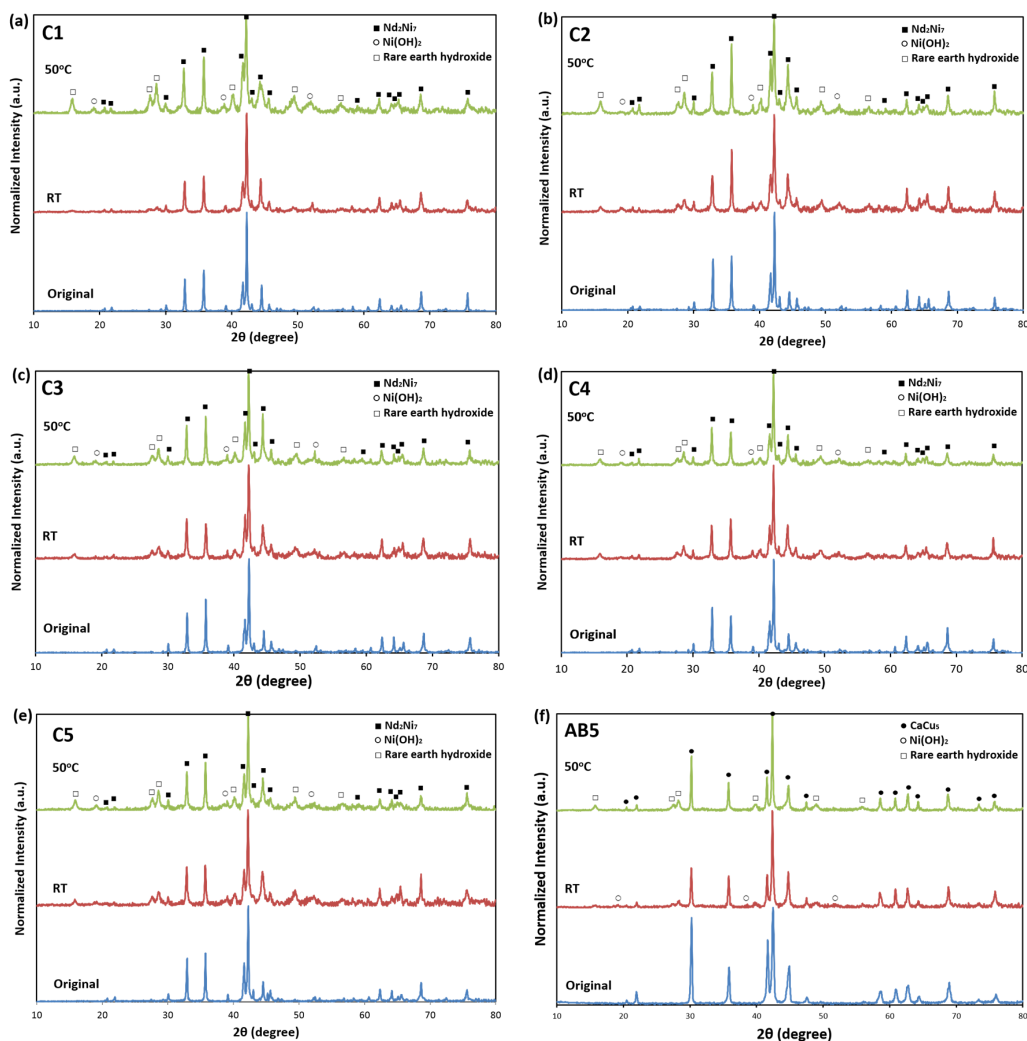 (a)
C1
■ Nd₂Ni₇
○ Ni(OH)₂
□ Rare earth hydroxide
50°C
RT
Original
Normalized Intensity (a.u.)
10 20 30 40 50 60 70 80
2θ (degree)
(b)
C2
■ Nd₂Ni₇
○ Ni(OH)₂
□ Rare earth hydroxide
50°C
RT
Original
Normalized Intensity (a.u.)
10 20 30 40 50 60 70 80
2θ (degree)
(c)
C3
■ Nd₂Ni₇
○ Ni(OH)₂
□ Rare earth hydroxide
50°C
RT
Original
Normalized Intensity (a.u.)
10 20 30 40 50 60 70 80
2θ (degree)
(d)
C4
■ Nd₂Ni₇
○ Ni(OH)₂
□ Rare earth hydroxide
50°C
RT
Original
Normalized Intensity (a.u.)
10 20 30 40 50 60 70 80
2θ (degree)
(e)
C5
■ Nd₂Ni₇
○ Ni(OH)₂
□ Rare earth hydroxide
50°C
RT
Original
Normalized Intensity (a.u.)
10 20 30 40 50 60 70 80
2θ (degree)
(f)
AB5
● CaCu₅
○ Ni(OH)₂
□ Rare earth hydroxide
50°C
RT
Original
Normalized Intensity (a.u.)
10 20 30 40 50 60 70 80
2θ (degree)